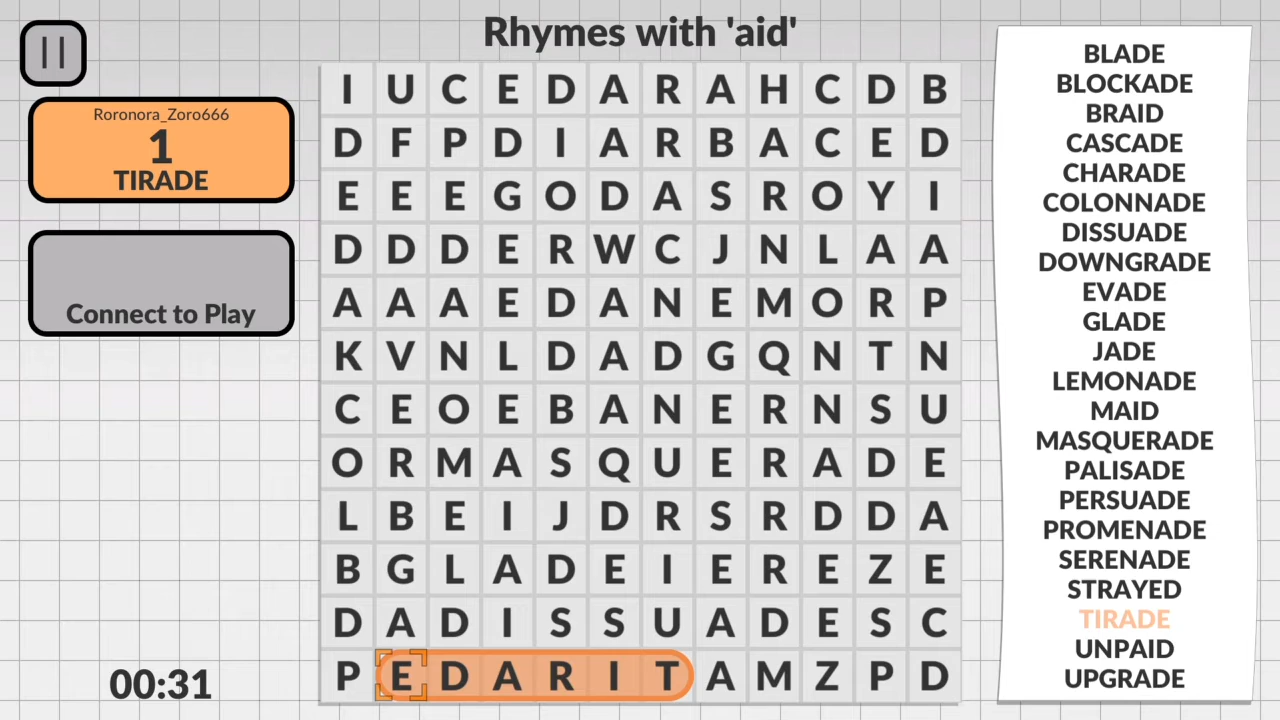 Rhymes with 'aid'
Roronora_Zoro666
1
TIRADE
Connect to Play
00:31
I U C E D A R A H C D B
D F P D I A R B A C E D
E E E G O D A S R O Y I
D D D E R W C J N L A A
A A A E D A N E M O R P
K V N L D A D G Q N T N
C E O E B A N E R N S U
O R M A S Q U E R A D E
L B E I J D R S R D D A
B G L A D E I E R E Z E
D A D I S S U A D E S C
P E D A R I T A M Z P D
BLADE
BLOCKADE
BRAID
CASCADE
CHARADE
COLONNADE
DISSUADE
DOWNGRADE
EVADE
GLADE
JADE
LEMONADE
MAID
MASQUERADE
PALISADE
PERSUADE
PROMENADE
SERENADE
STRAYED
TIRADE
UNPAID
UPGRADE